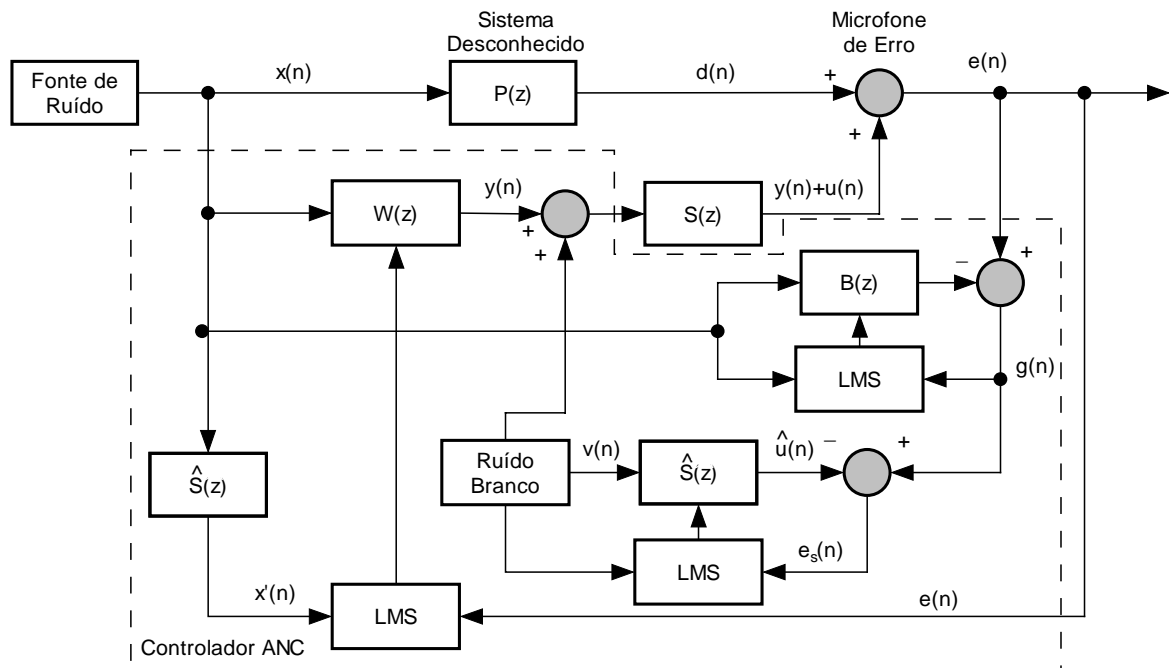 Sistema
Desconhecido
Microfone
de Erro
Fonte de
Ruído
x(n)
P(z)
d(n)
+
e(n)
+
W(z)
y(n)
+
+
S(z)
y(n)+u(n)
B(z)
−
+
LMS
g(n)
Ŝ(z)
Ruído
Branco
v(n)
Ŝ(z)
û(n)
−
+
LMS
eₛ(n)
x'(n)
LMS
e(n)
Controlador ANC